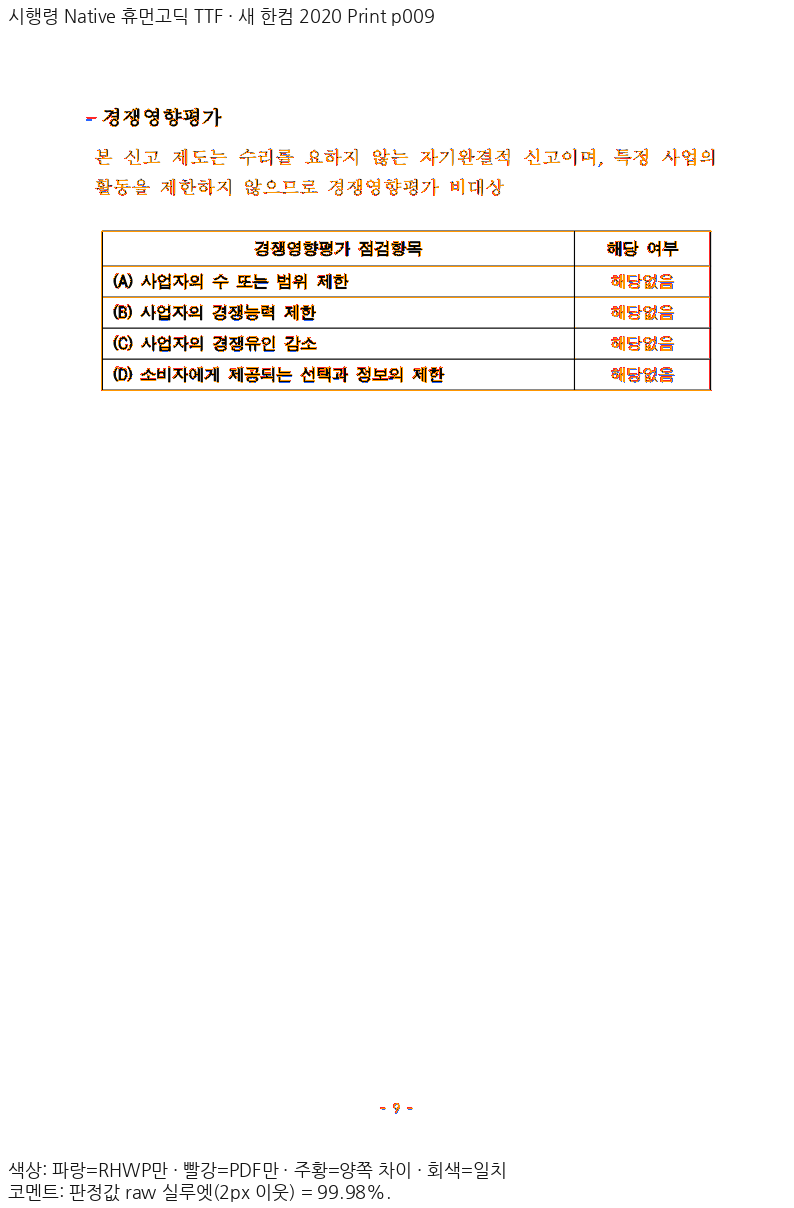 시행령 Native 휴먼고딕 TTF · 새 한컴 2020 Print p009
- 경쟁영향평가
본 신고 제도는 수리를 요하지 않는 자기완결적 신고이며, 특정 사업의
활동을 제한하지 않으므로 경쟁영향평가 비대상
경쟁영향평가 점검항목 해당 여부
(A) 사업자의 수 또는 범위 제한 해당없음
(B) 사업자의 경쟁능력 제한 해당없음
(C) 사업자의 경쟁유인 감소 해당없음
(D) 소비자에게 제공되는 선택과 정보의 제한 해당없음
- 9 -
색상: 파랑=RHWP만 · 빨강=PDF만 · 주황=양쪽 차이 · 회색=일치
코멘트: 판정값 raw 실루엣(2px 이웃) = 99.98%.